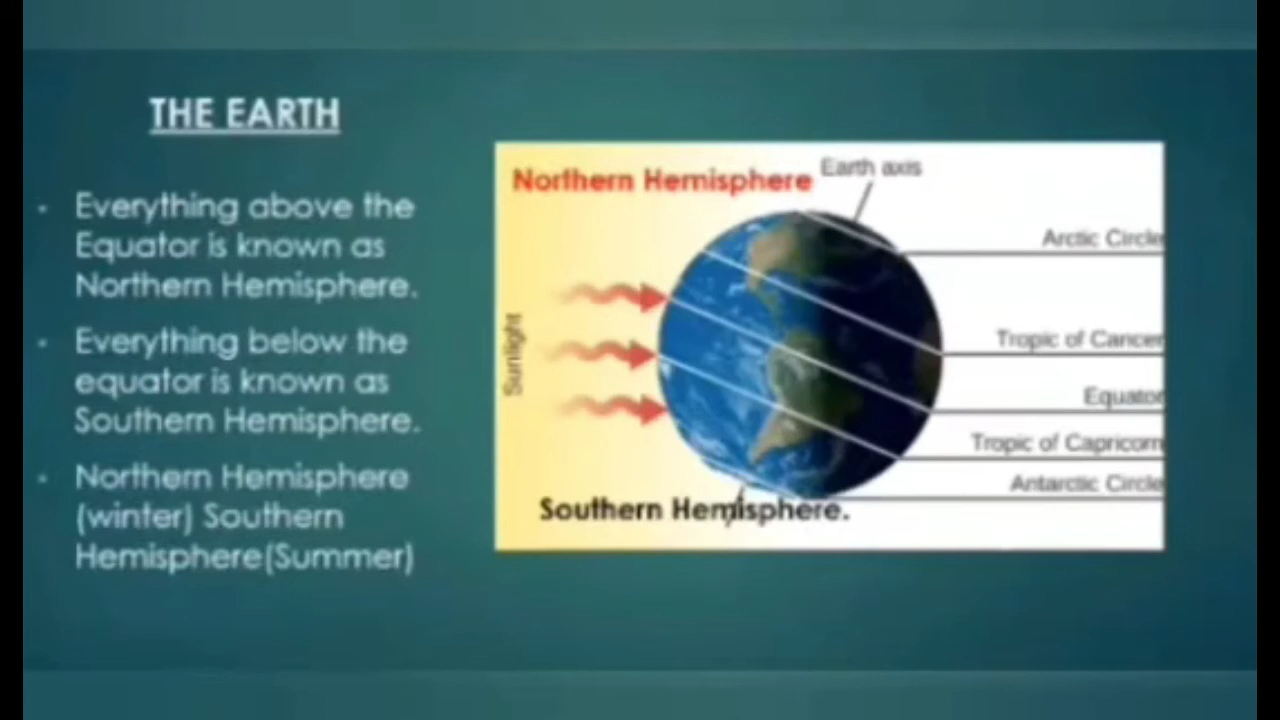 THE EARTH
Everything above the
Equator is known as
Northern Hemisphere.
Everything below the
equator is known as
Southern Hemisphere.
Northern Hemisphere
(winter) Southern
Hemisphere(Summer)
Northern Hemisphere
Earth axis
Arctic Circle
Sunlight
Tropic of Cancer
Equator
Tropic of Capricorn
Antarctic Circle
Southern Hemisphere.